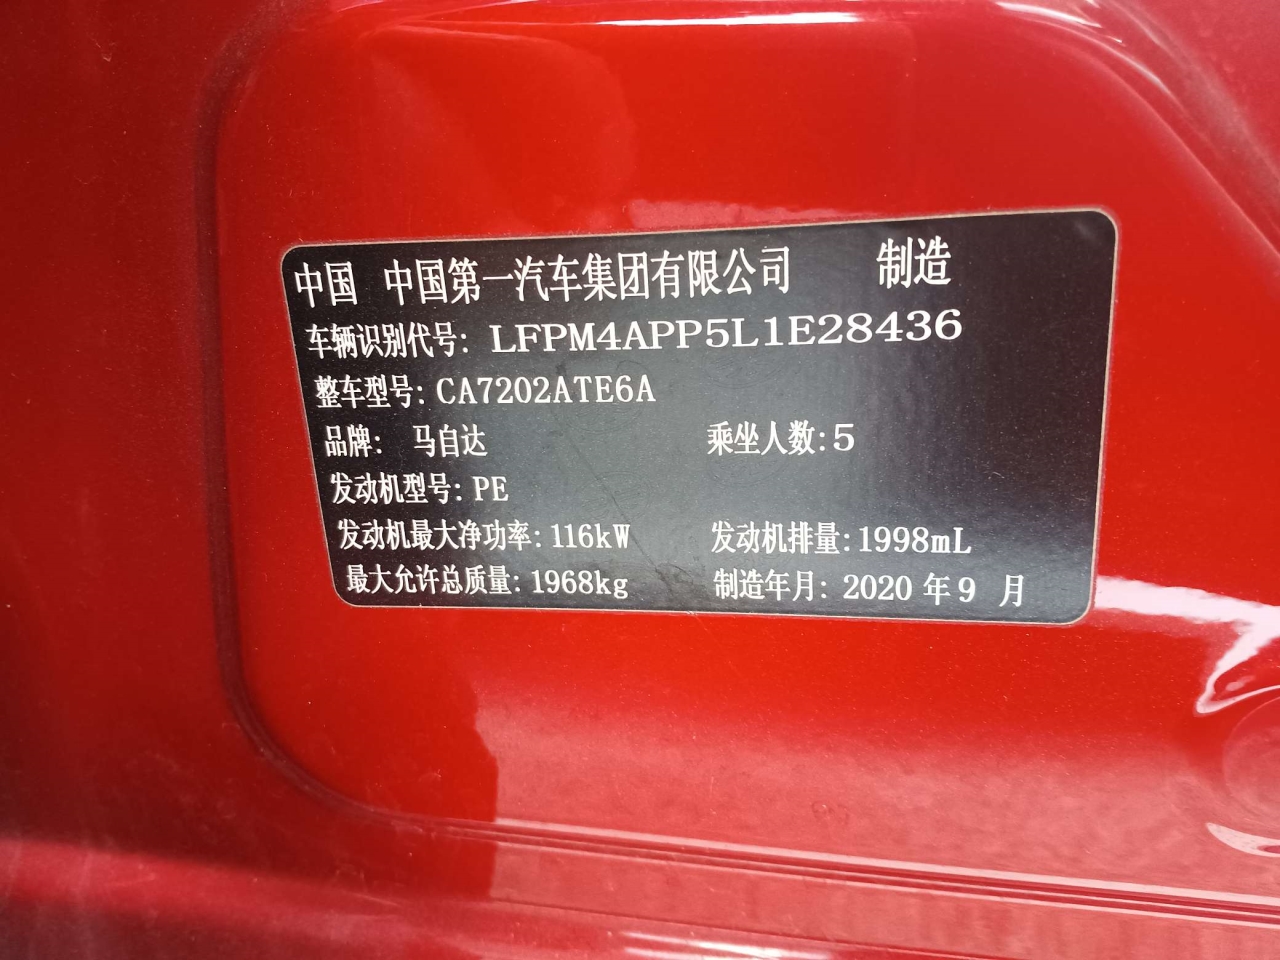 中国 中国第一汽车集团有限公司 制造
车辆识别代号: LFPM4APP5L1E28436
整车型号: CA7202ATE6A
品牌: 马自达 乘坐人数: 5
发动机型号: PE
发动机最大净功率: 116kW 发动机排量: 1998mL
最大允许总质量: 1968kg 制造年月: 2020 年 9 月